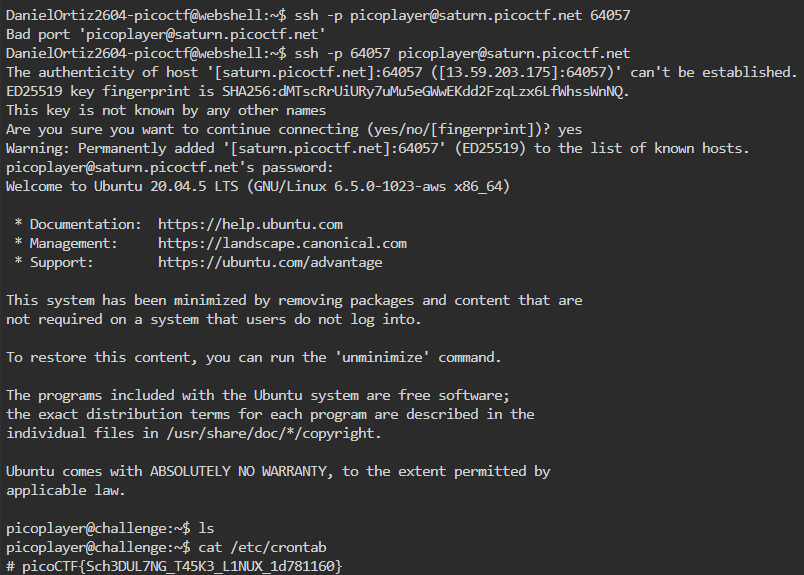 DanielOrtiz2604-picoctf@webshell:~$ ssh -p picoplayer@saturn.picoctf.net 64057
Bad port 'picoplayer@saturn.picoctf.net'
DanielOrtiz2604-picoctf@webshell:~$ ssh -p 64057 picoplayer@saturn.picoctf.net
The authenticity of host '[saturn.picoctf.net]:64057 ([13.59.203.175]:64057)' can't be established.
ED25519 key fingerprint is SHA256:dMTscRrUiURy7uMu5eGWwEKdd2FzqLzx6LfWhssWnNQ.
This key is not known by any other names
Are you sure you want to continue connecting (yes/no/[fingerprint])? yes
Warning: Permanently added '[saturn.picoctf.net]:64057' (ED25519) to the list of known hosts.
picoplayer@saturn.picoctf.net's password:
Welcome to Ubuntu 20.04.5 LTS (GNU/Linux 6.5.0-1023-aws x86_64)
* Documentation:  https://help.ubuntu.com
* Management:     https://landscape.canonical.com
* Support:        https://ubuntu.com/advantage
This system has been minimized by removing packages and content that are
not required on a system that users do not log into.
To restore this content, you can run the 'unminimize' command.
The programs included with the Ubuntu system are free software;
the exact distribution terms for each program are described in the
individual files in /usr/share/doc/*/copyright.
Ubuntu comes with ABSOLUTELY NO WARRANTY, to the extent permitted by
applicable law.
picoplayer@challenge:~$ ls
picoplayer@challenge:~$ cat /etc/crontab
# picoCTF{Sch3DUL7NG_T45K3_L1NUX_1d781160}